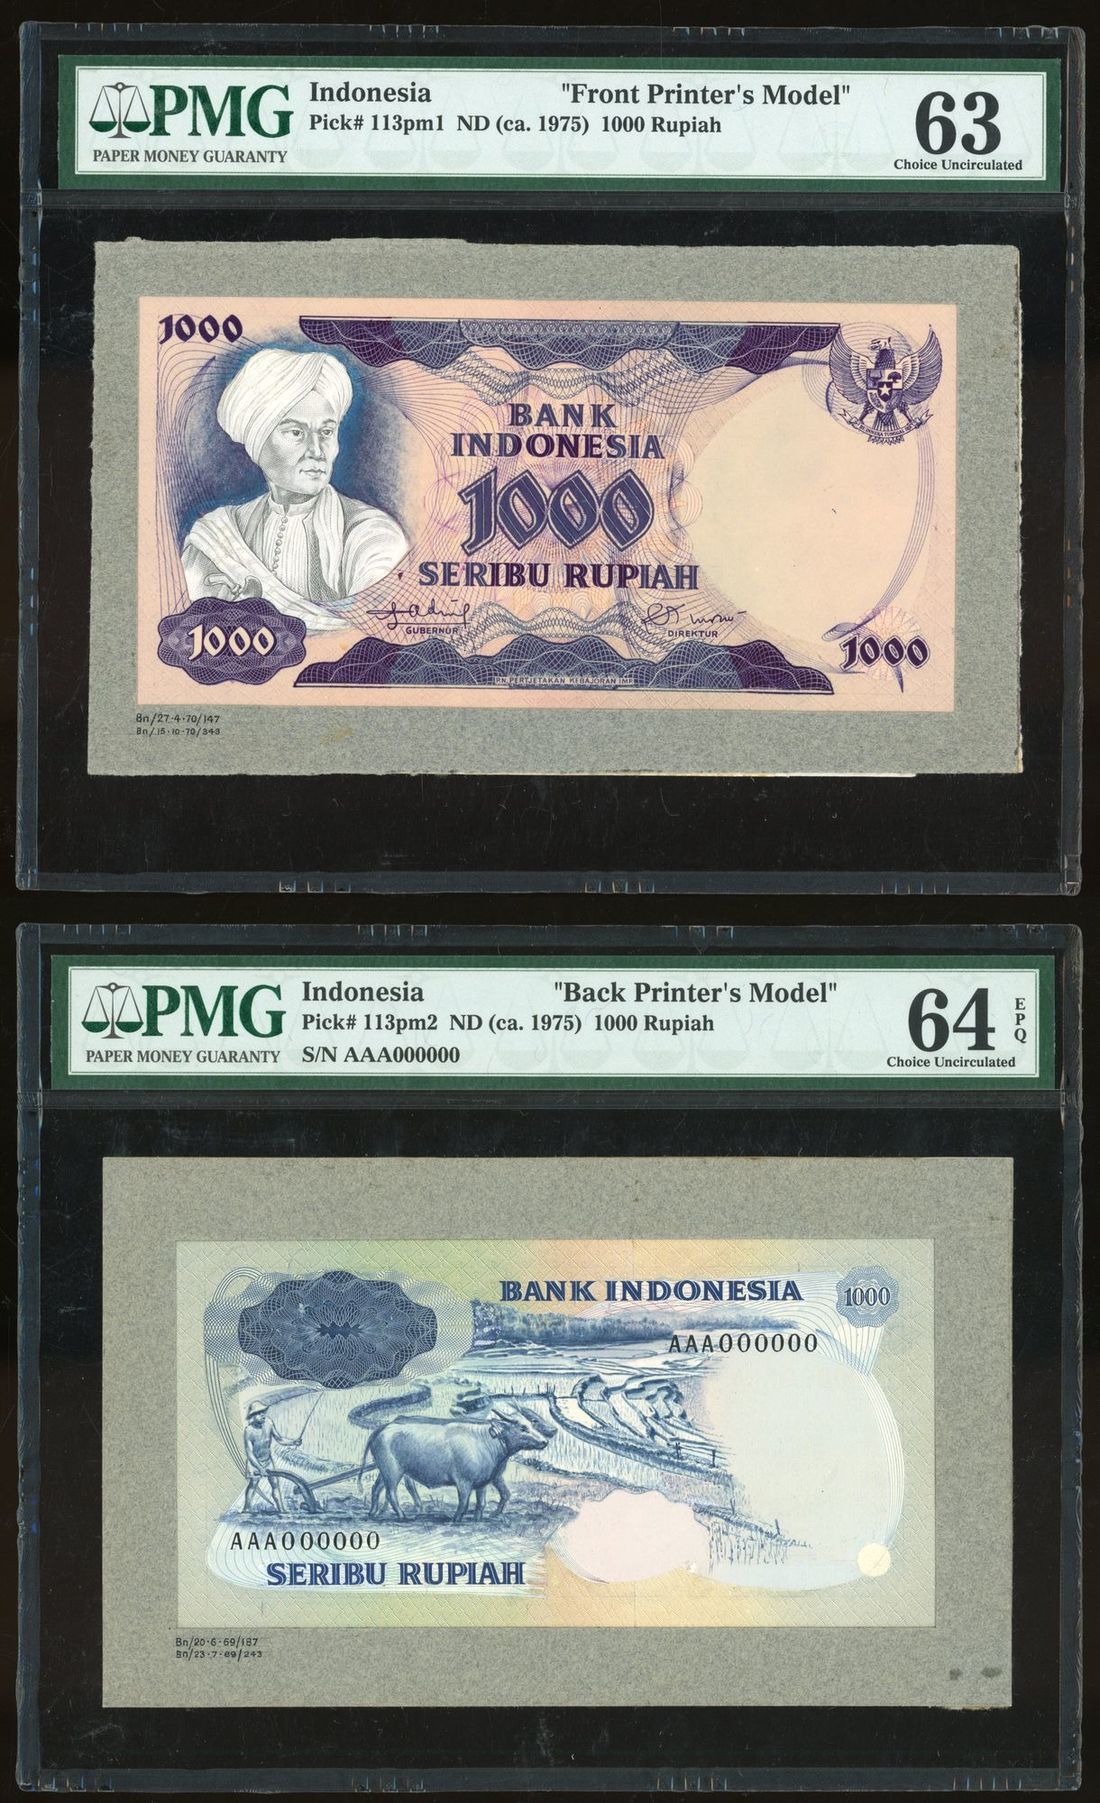 PMG
PAPER MONEY GUARANTY
Indonesia "Front Printer's Model"
Pick# 113pm1 ND (ca. 1975) 1000 Rupiah
63
Choice Uncirculated
1000
BANK
INDONESIA
1000
SERIBU RUPIAH
GUBERNUR
DIREKTUR
1000
1000
PN. PERTJETAKAN KEBAJORAN IMP.
Bn/27·4·70/147
Bn/15·10·70/343
PMG
PAPER MONEY GUARANTY
Indonesia "Back Printer's Model"
Pick# 113pm2 ND (ca. 1975) 1000 Rupiah
S/N AAA000000
64
EPQ
Choice Uncirculated
BANK INDONESIA
1000
AAA000000
AAA000000
SERIBU RUPIAH
Bn/20·6·69/187
Bn/23·7·69/243